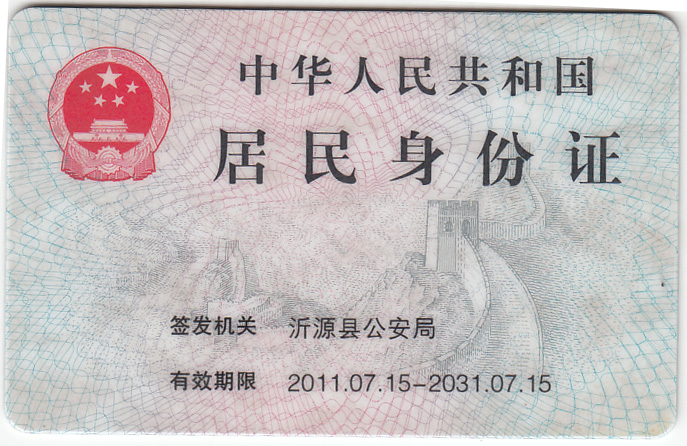 中华人民共和国
居民身份证
签发机关 沂源县公安局
有效期限 2011.07.15-2031.07.15